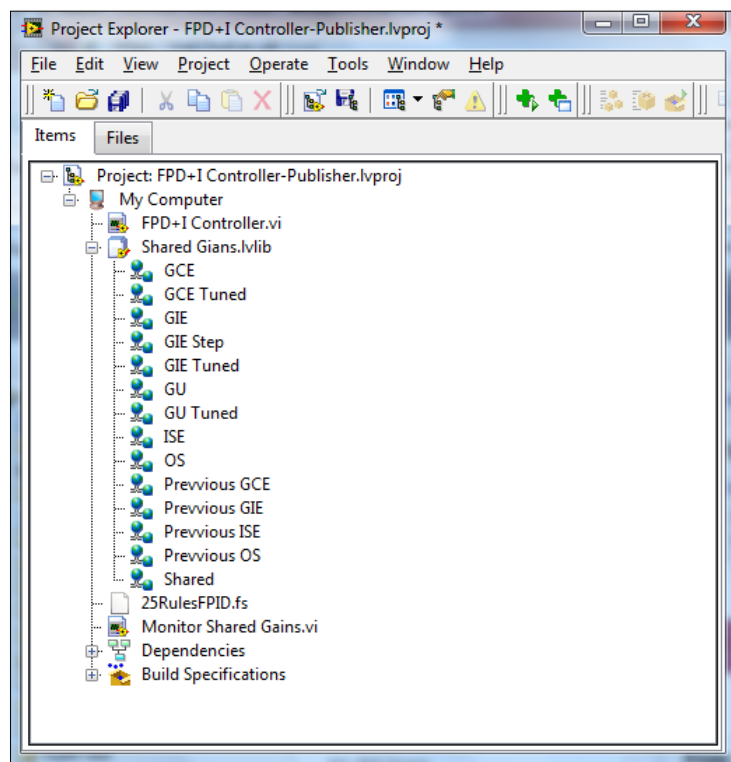 Project Explorer - FPD+I Controller-Publisher.lvproj *
File Edit View Project Operate Tools Window Help
Items Files
Project: FPD+I Controller-Publisher.lvproj
My Computer
FPD+I Controller.vi
Shared Gians.lvlib
GCE
GCE Tuned
GIE
GIE Step
GIE Tuned
GU
GU Tuned
ISE
OS
Prevvious GCE
Prevvious GIE
Prevvious ISE
Prevvious OS
Shared
25RulesFPID.fs
Monitor Shared Gains.vi
Dependencies
Build Specifications